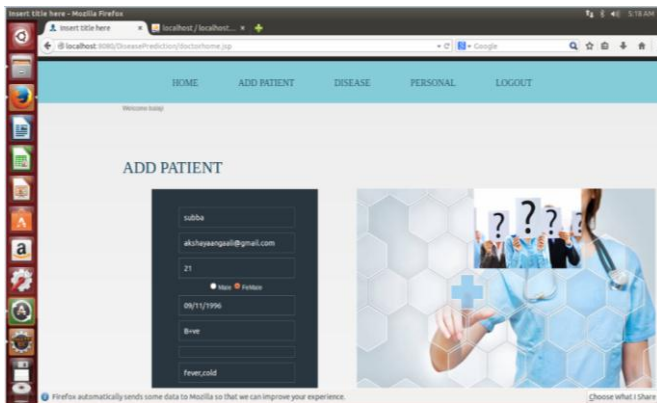 Insert title here - Mozilla Firefox
5:18 AM
Insert title here
localhost / localhost...
localhost:8080/DiseasePrediction/doctorhome.jsp
Google
HOME ADD PATIENT DISEASE PERSONAL LOGOUT
Welcome balaji
ADD PATIENT
subba
akshayaangaali@gmail.com
21
Male FeMale
09/11/1996
B+ve
fever,cold
? ? ? ?
Firefox automatically sends some data to Mozilla so that we can improve your experience.
Choose What I Share